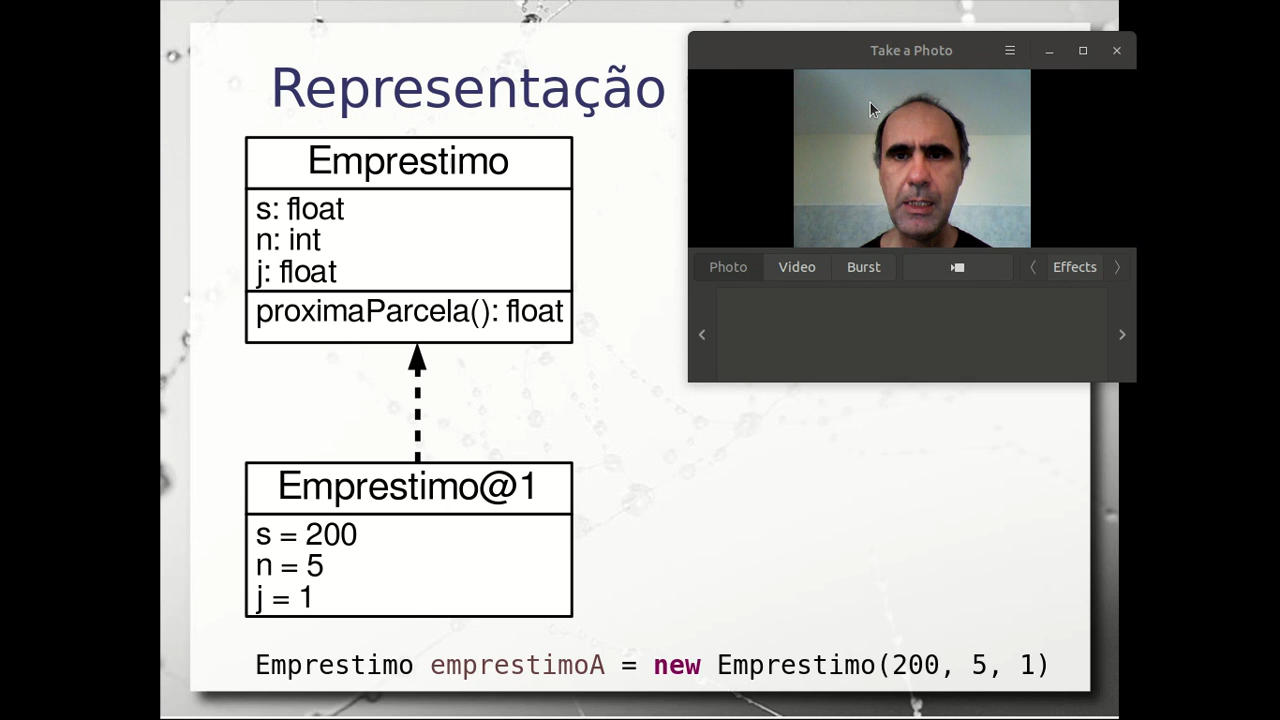 Representação
Emprestimo
s: float
n: int
j: float
proximaParcela(): float
Emprestimo@1
s = 200
n = 5
j = 1
Emprestimo emprestimoA = new Emprestimo(200, 5, 1)
Take a Photo
Photo Video Burst Effects